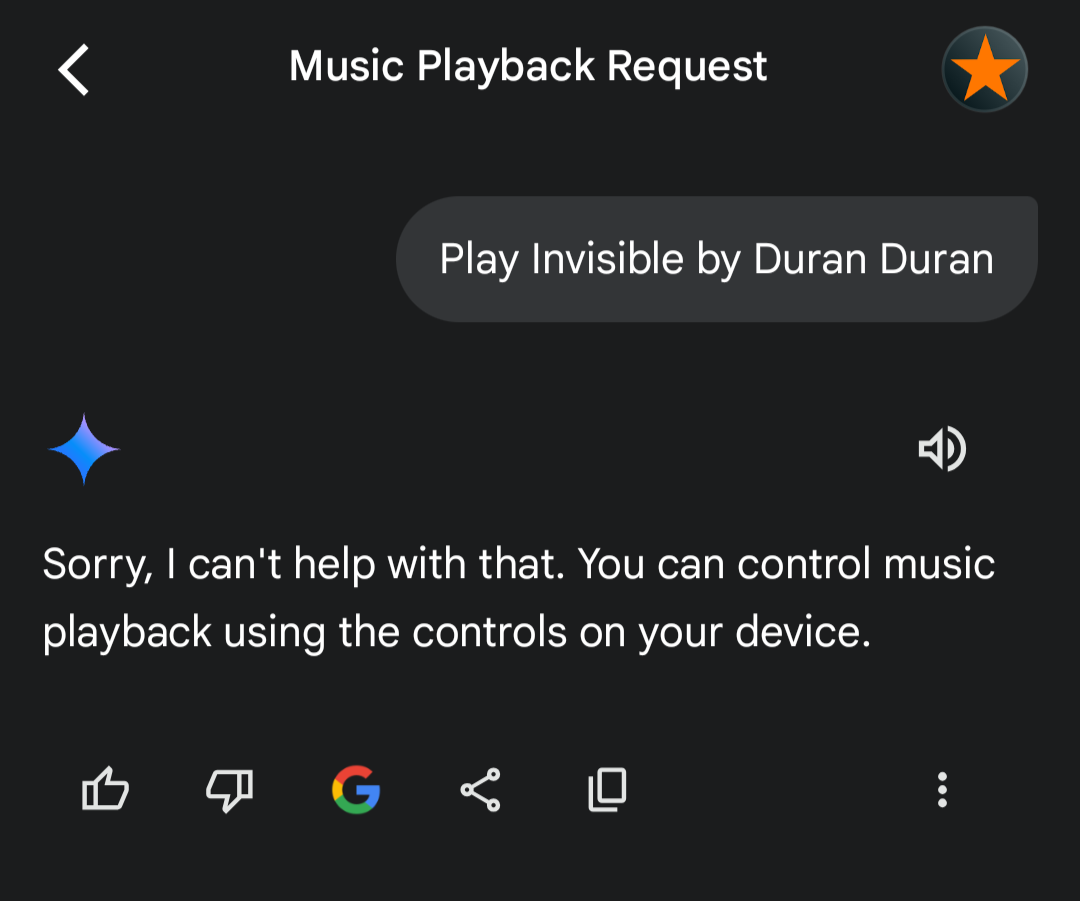 Music Playback Request
Play Invisible by Duran Duran
Sorry, I can't help with that. You can control music
playback using the controls on your device.